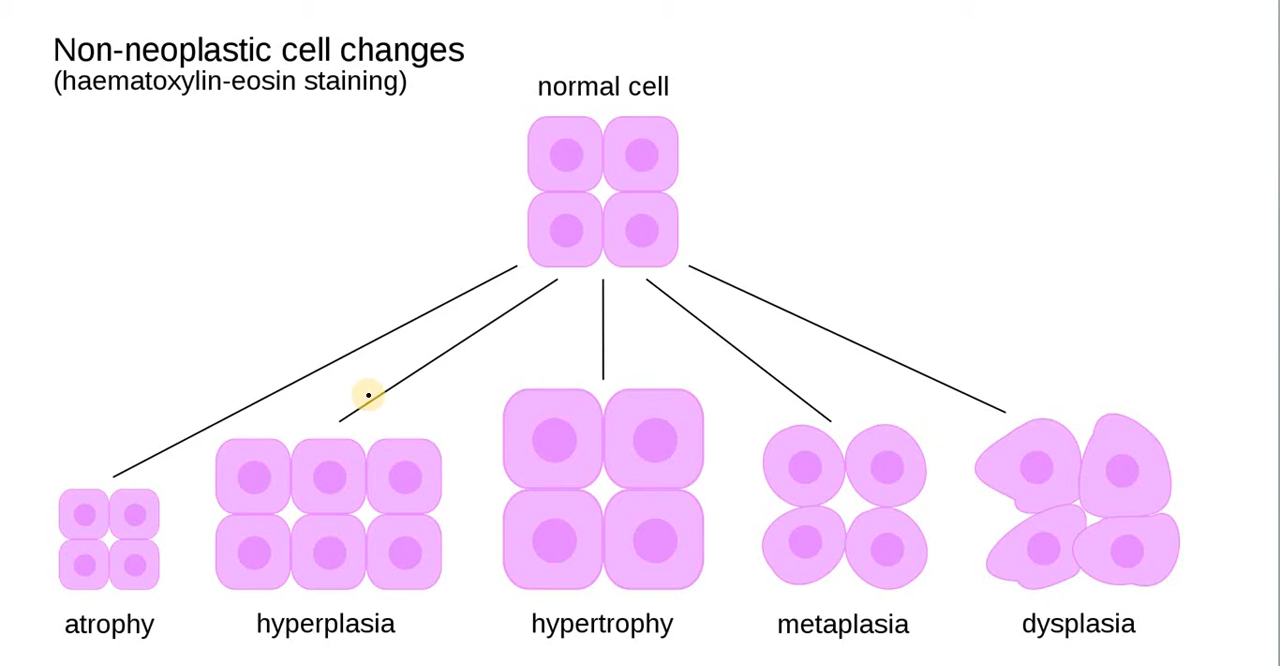 Non-neoplastic cell changes
(haematoxylin-eosin staining)
normal cell
atrophy
hyperplasia
hypertrophy
metaplasia
dysplasia